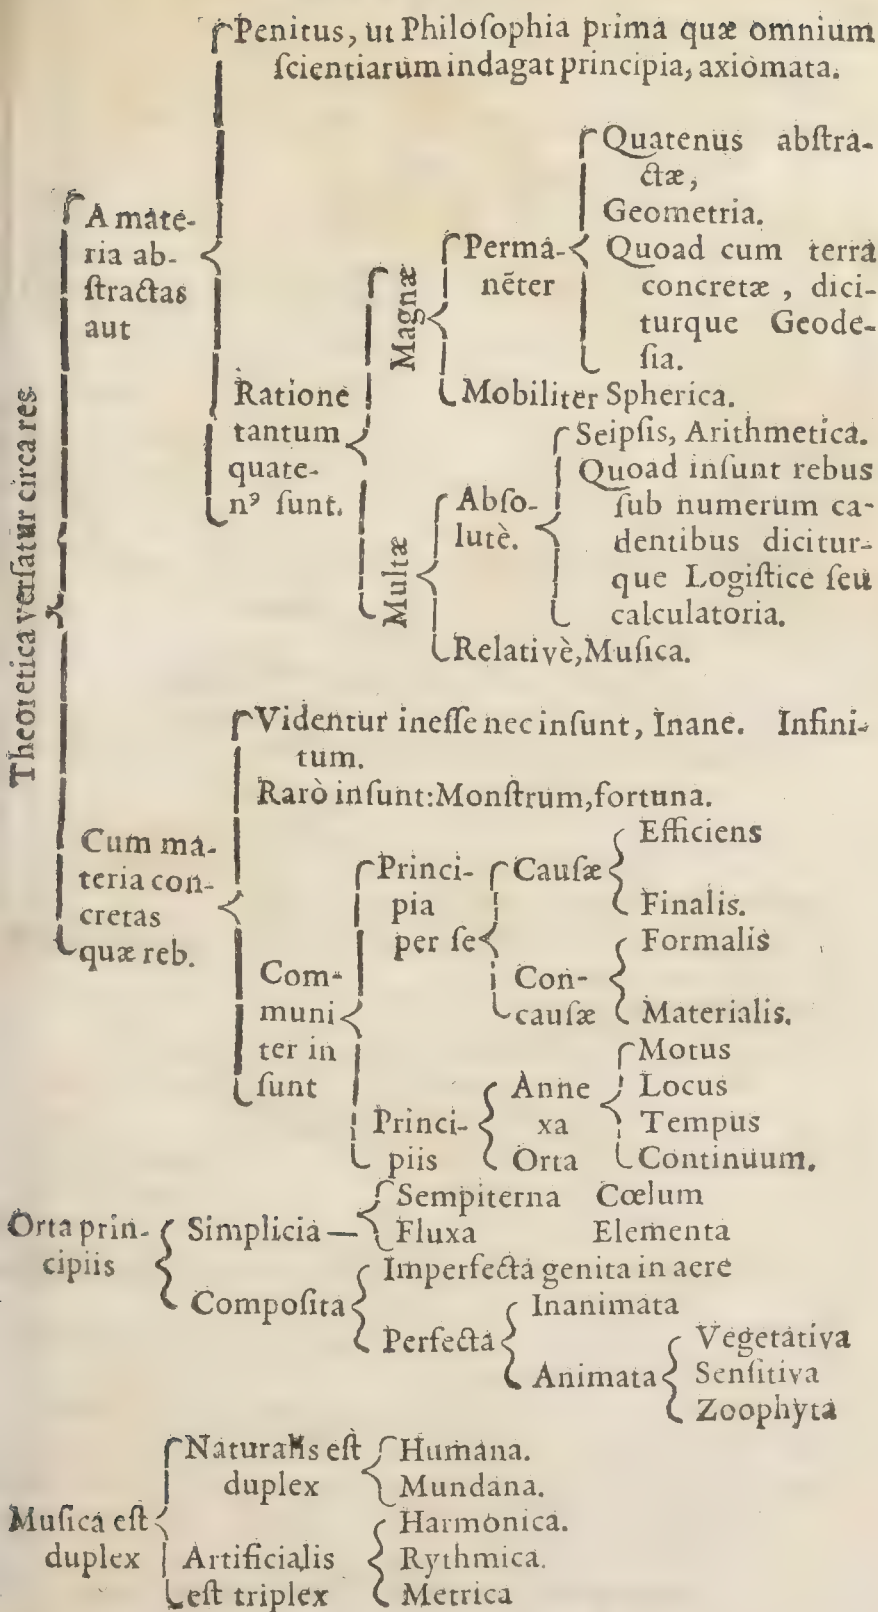 Theoretica verſatur circa res
A mate-
ria ab-
ſtractas
aut
Penitus, ut Philoſophia prima quæ omnium
ſcientiarum indagat principia, axiomata.
Ratione
tantum
quate-
nꝰ ſunt.
Magnæ
Permā-
nēter
Quatenus abſtra-
ctæ,
Geometria.
Quoad cum terra
concretæ, dici-
turque Geode-
ſia.
Mobiliter Spherica.
Multæ
Abſo-
lutè.
Seipſis, Arithmetica.
Quoad inſunt rebus
ſub numerum ca-
dentibus dicitur-
que Logiſtice ſeu
calculatoria.
Relativè, Muſica.
Cum ma-
teria con-
cretas
quæ reb.
Videntur ineſſe nec inſunt, Inane. Infini-
tum.
Rarò inſunt: Monſtrum, fortuna.
Com-
muni
ter in
ſunt
Princi-
pia
per ſe
Cauſæ
Efficiens
Finalis.
Con-
cauſæ
Formalis
Materialis.
Princi-
piis
Anne
xa
Orta
Motus
Locus
Tempus
Continuum.
Orta prin-
cipiis
Simplicia
Sempiterna Cœlum
Fluxa Elementa
Compoſita
Imperfecta genita in aere
Perfecta
Inanimata
Animata
Vegetativa
Senſitiva
Zoophyta
Muſica eſt
duplex
Naturalis eſt
duplex
Humana.
Mundana.
Artificialis
eſt triplex
Harmonica.
Rythmica.
Metrica